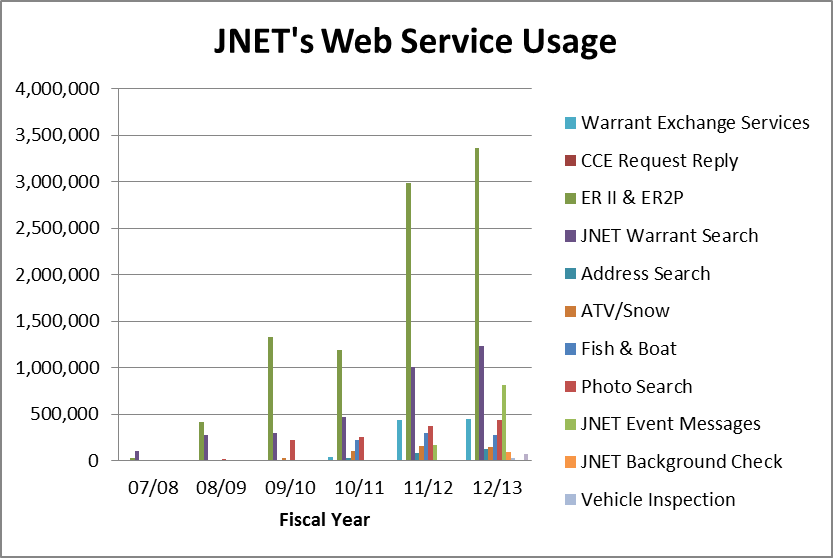 JNET's Web Service Usage
4,000,000
3,500,000
3,000,000
2,500,000
2,000,000
1,500,000
1,000,000
500,000
0
07/08 08/09 09/10 10/11 11/12 12/13
Fiscal Year
Warrant Exchange Services
CCE Request Reply
ER II & ER2P
JNET Warrant Search
Address Search
ATV/Snow
Fish & Boat
Photo Search
JNET Event Messages
JNET Background Check
Vehicle Inspection